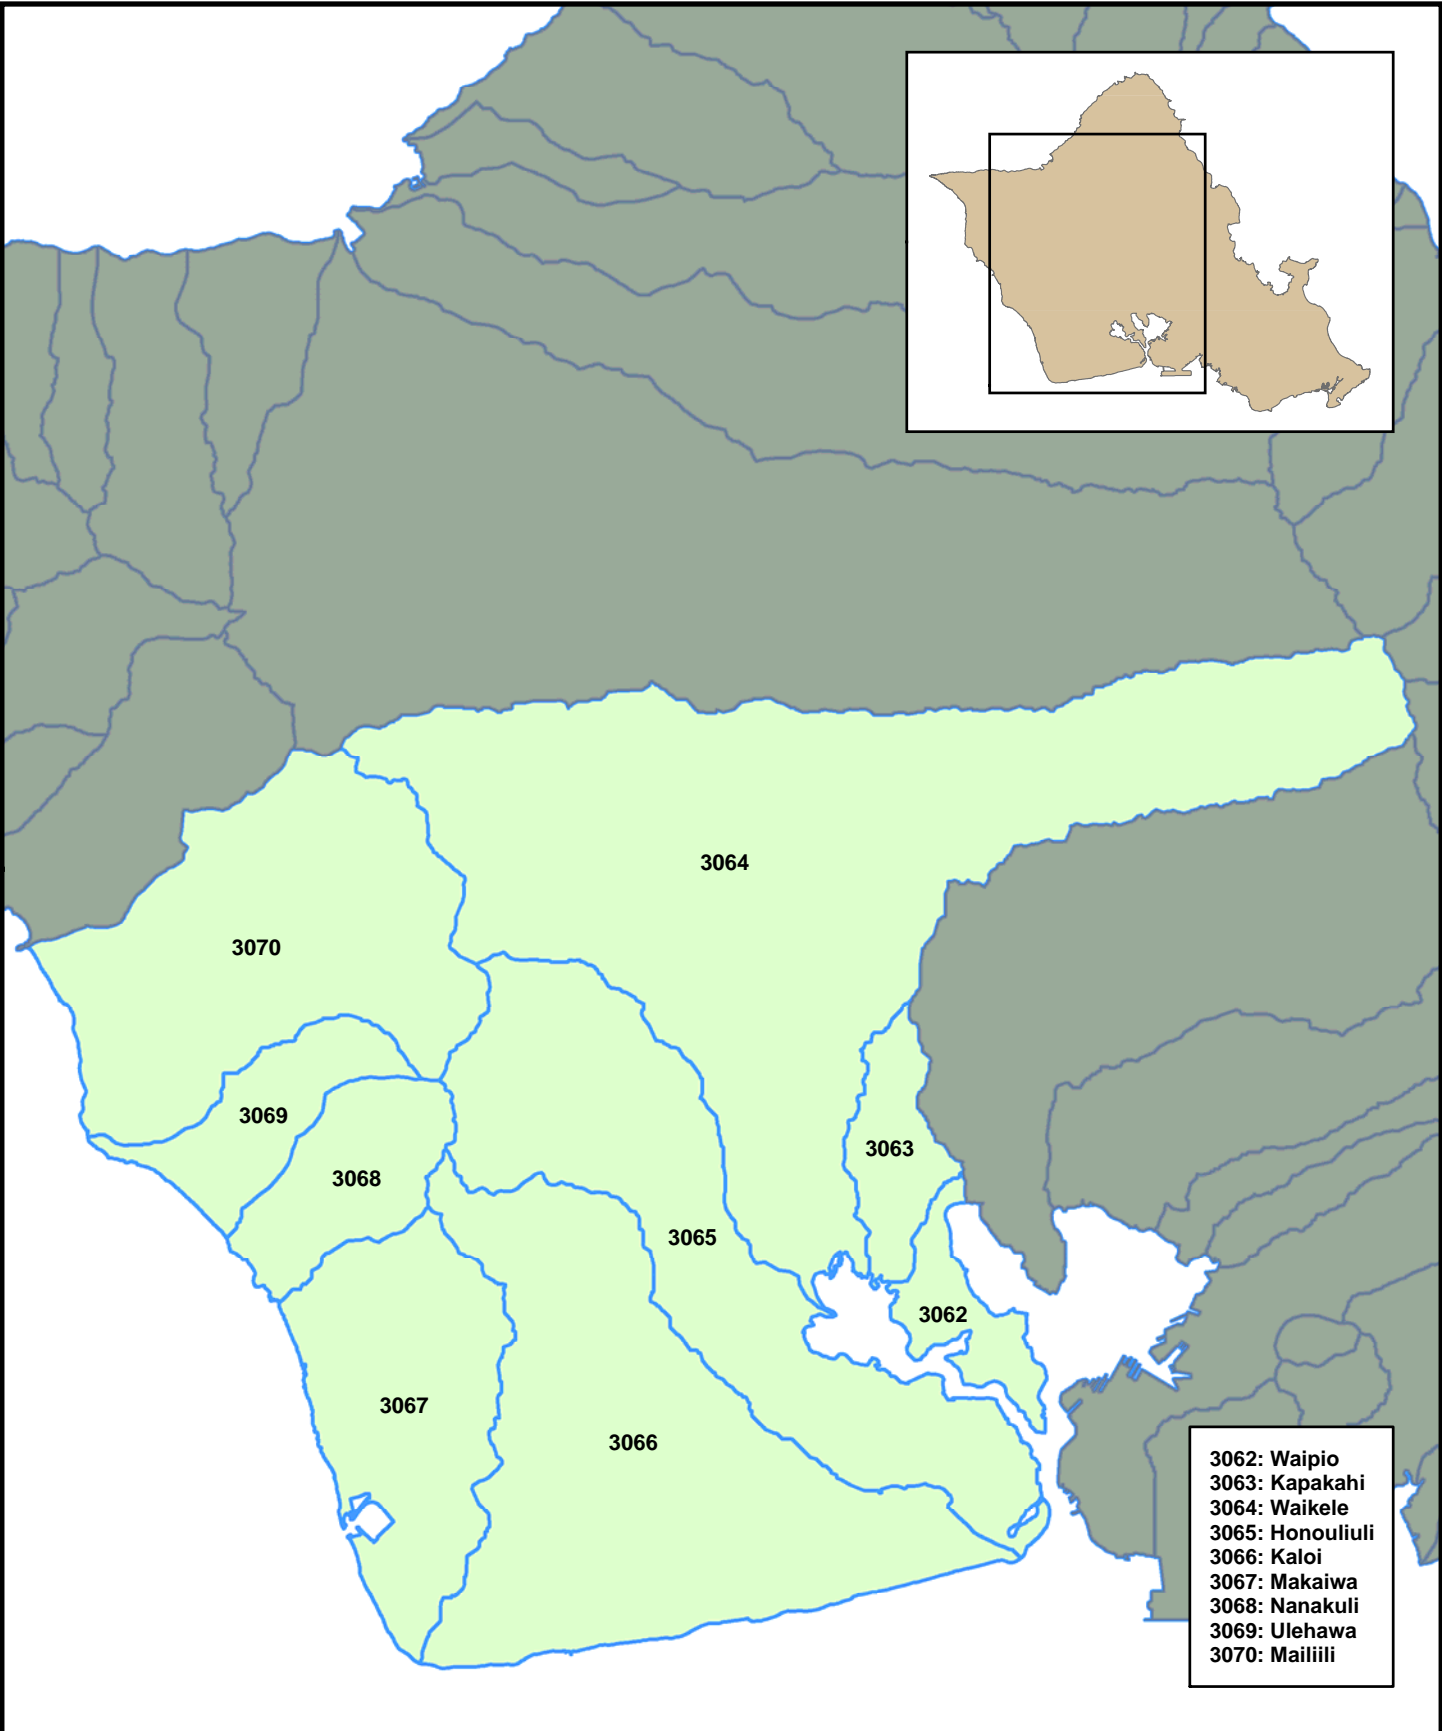 3064
3070
3069
3063
3068
3065
3062
3067
3066
3062: Waipio
3063: Kapakahi
3064: Waikele
3065: Honouliuli
3066: Kaloi
3067: Makaiwa
3068: Nanakuli
3069: Ulehawa
3070: Mailiili